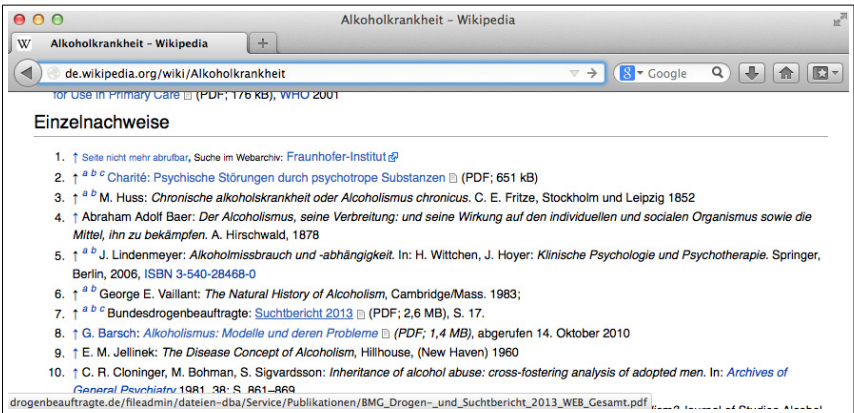 Alkoholkrankheit – Wikipedia
W Alkoholkrankheit – Wikipedia +
de.wikipedia.org/wiki/Alkoholkrankheit 8 Google
for Use in Primary Care (PDF; 176 kB), WHO 2001
Einzelnachweise
1. ↑ Seite nicht mehr abrufbar, Suche im Webarchiv: Fraunhofer-Institut
2. ↑ a b c Charité: Psychische Störungen durch psychotrope Substanzen (PDF; 651 kB)
3. ↑ a b M. Huss: Chronische alkoholskrankheit oder Alcoholismus chronicus. C. E. Fritze, Stockholm und Leipzig 1852
4. ↑ Abraham Adolf Baer: Der Alcoholismus, seine Verbreitung: und seine Wirkung auf den individuellen und socialen Organismus sowie die
Mittel, ihn zu bekämpfen. A. Hirschwald, 1878
5. ↑ a b J. Lindenmeyer: Alkoholmissbrauch und -abhängigkeit. In: H. Wittchen, J. Hoyer: Klinische Psychologie und Psychotherapie. Springer,
Berlin, 2006, ISBN 3-540-28468-0
6. ↑ a b George E. Vaillant: The Natural History of Alcoholism, Cambridge/Mass. 1983;
7. ↑ a b c Bundesdrogenbeauftragte: Suchtbericht 2013 (PDF; 2,6 MB), S. 17.
8. ↑ G. Barsch: Alkoholismus: Modelle und deren Probleme (PDF; 1,4 MB), abgerufen 14. Oktober 2010
9. ↑ E. M. Jellinek: The Disease Concept of Alcoholism, Hillhouse, (New Haven) 1960
10. ↑ C. R. Cloninger, M. Bohman, S. Sigvardsson: Inheritance of alcohol abuse: cross-fostering analysis of adopted men. In: Archives of
General Psychiatry 1981, 38: S. 861–869
drogenbeauftragte.de/fileadmin/dateien-dba/Service/Publikationen/BMG_Drogen-_und_Suchtbericht_2013_WEB_Gesamt.pdf Journal of Studies Alcohol